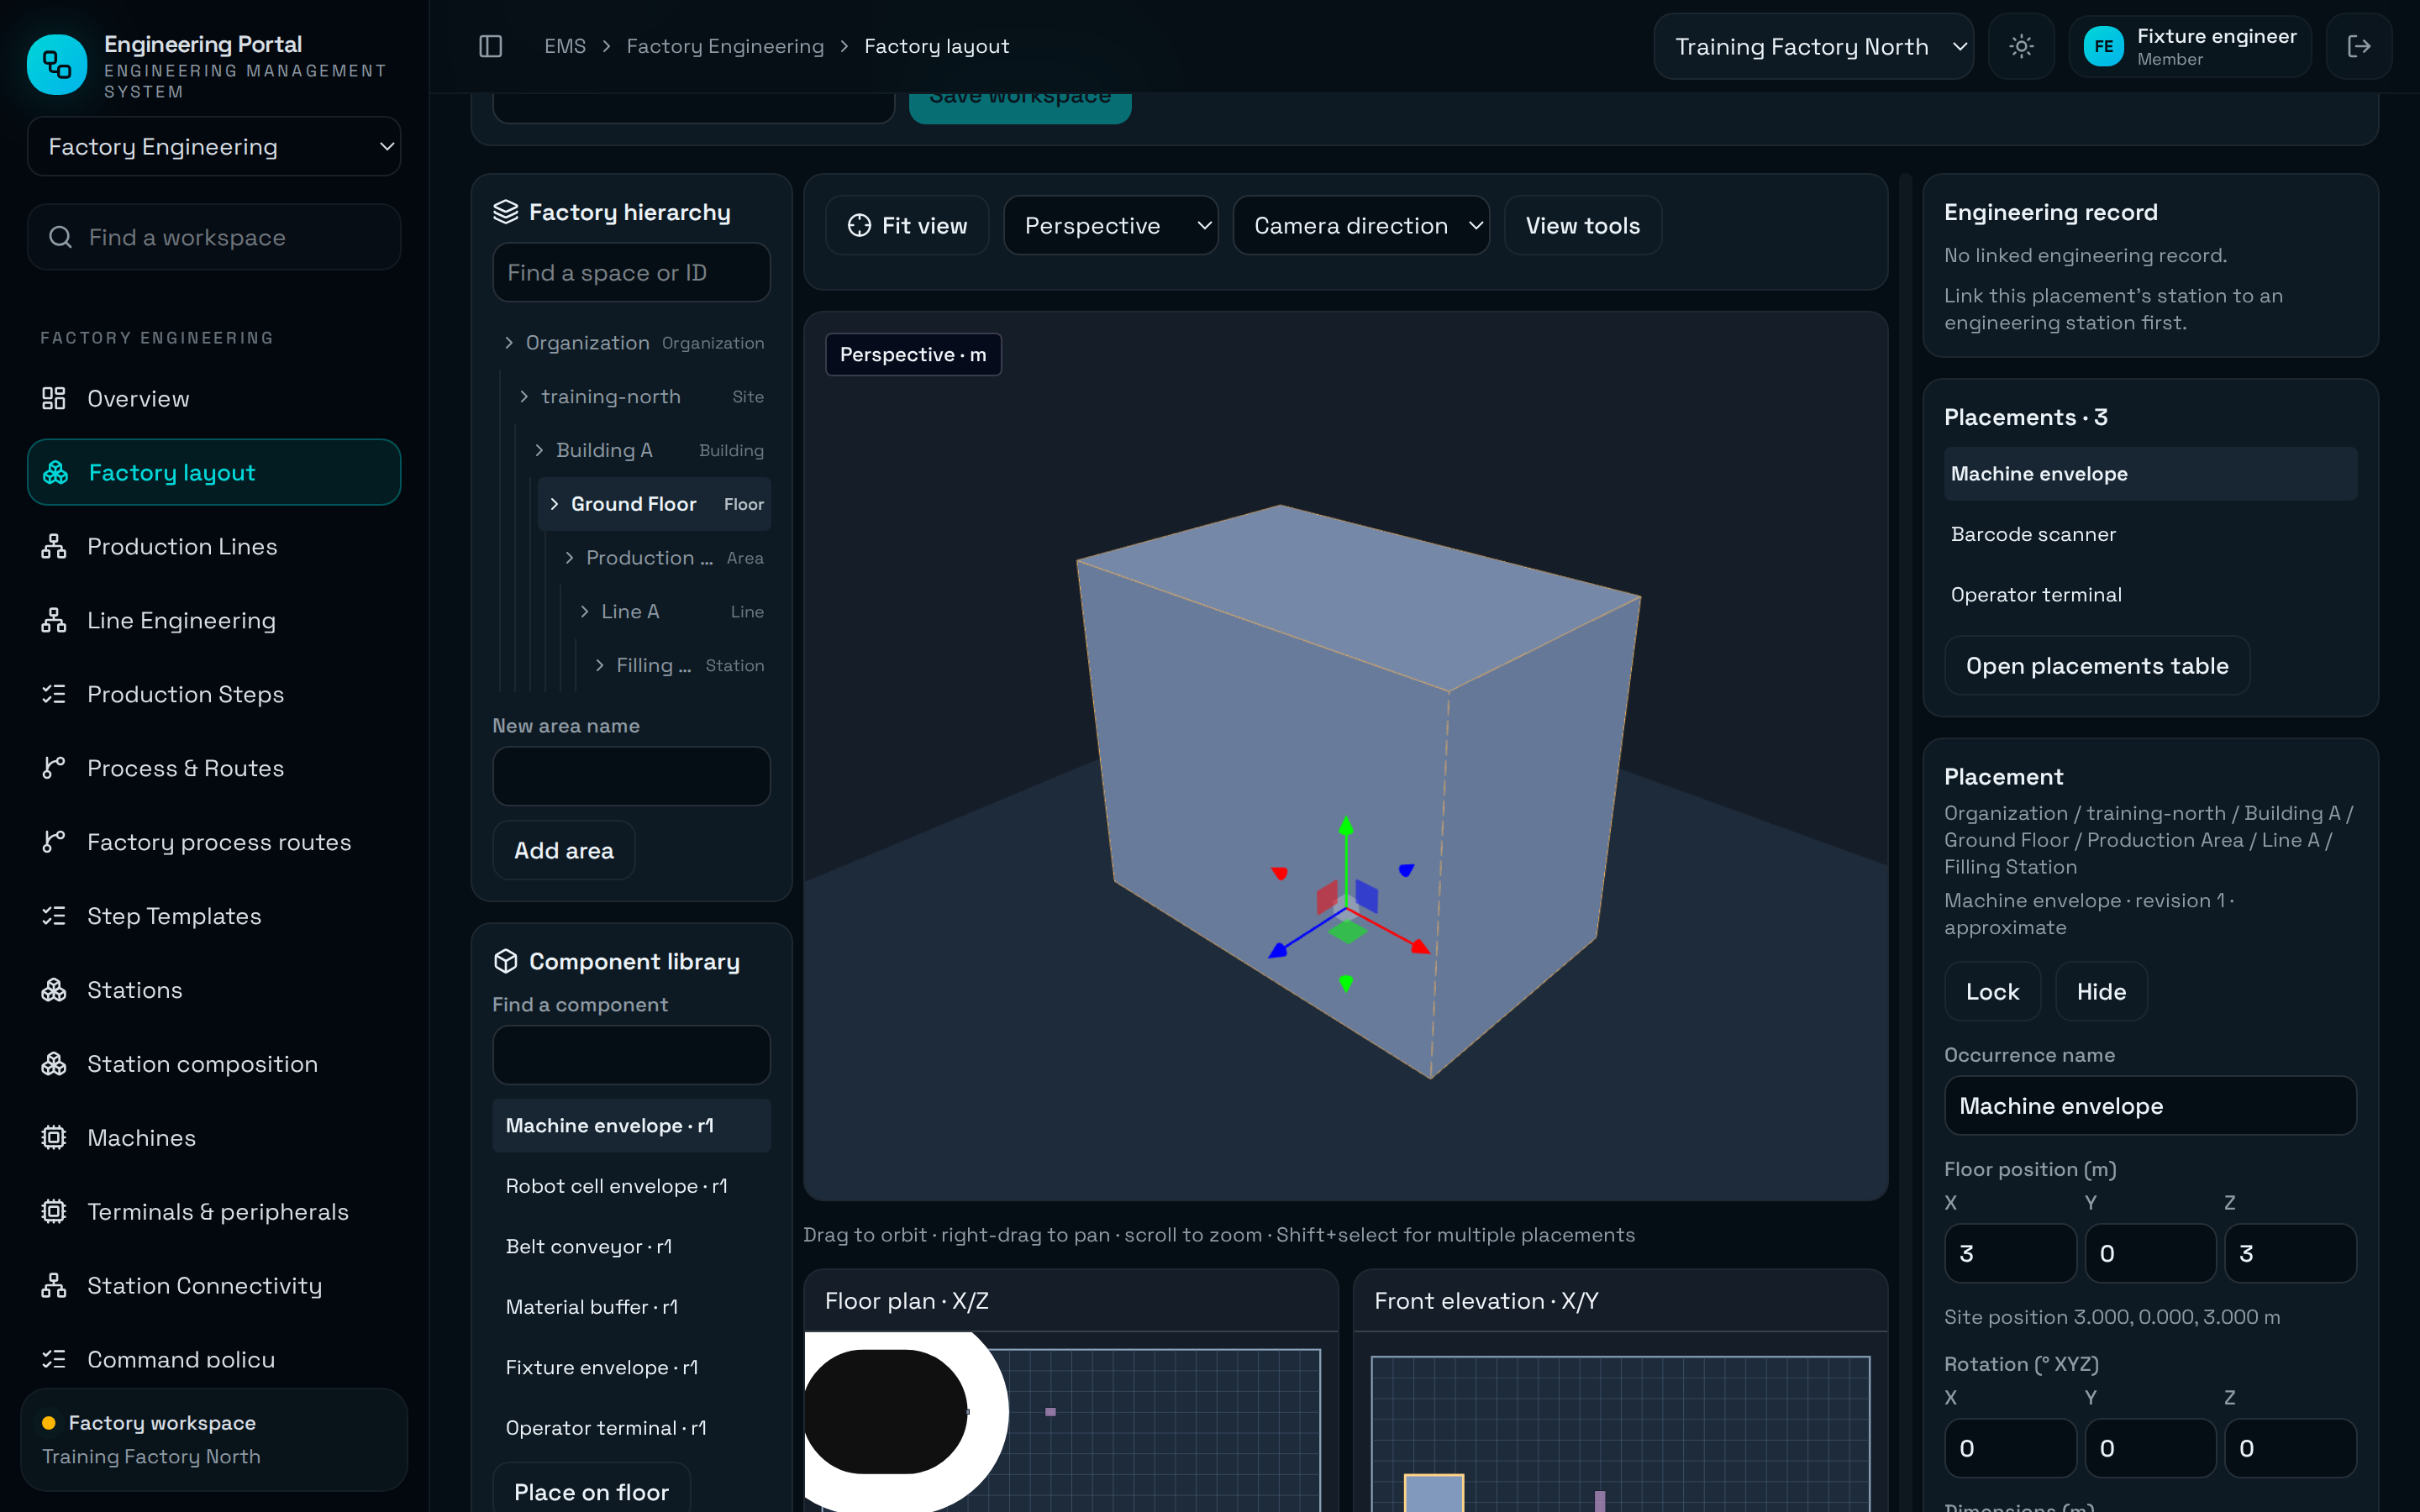 Engineering Portal
ENGINEERING MANAGEMENT
SYSTEM
Factory Engineering
Find a workspace
FACTORY ENGINEERING
Overview
Factory layout
Production Lines
Line Engineering
Production Steps
Process & Routes
Factory process routes
Step Templates
Stations
Station composition
Machines
Terminals & peripherals
Station Connectivity
Command policy
Factory workspace
Training Factory North
EMS > Factory Engineering > Factory layout
Training Factory North
FE
Fixture engineer
Member
Save workspace
Factory hierarchy
Find a space or ID
Organization Organization
training-north Site
Building A Building
Ground Floor Floor
Production ... Area
Line A Line
Filling ... Station
New area name
Add area
Component library
Find a component
Machine envelope · r1
Robot cell envelope · r1
Belt conveyor · r1
Material buffer · r1
Fixture envelope · r1
Operator terminal · r1
Place on floor
Fit view
Perspective
Camera direction
View tools
Perspective · m
Drag to orbit · right-drag to pan · scroll to zoom · Shift+select for multiple placements
Floor plan · X/Z
Front elevation · X/Y
Engineering record
No linked engineering record.
Link this placement's station to an
engineering station first.
Placements · 3
Machine envelope
Barcode scanner
Operator terminal
Open placements table
Placement
Organization / training-north / Building A /
Ground Floor / Production Area / Line A /
Filling Station
Machine envelope · revision 1 ·
approximate
Lock
Hide
Occurrence name
Machine envelope
Floor position (m)
X Y Z
3 0 3
Site position 3.000, 0.000, 3.000 m
Rotation (° XYZ)
X Y Z
0 0 0
Dimensions (m)